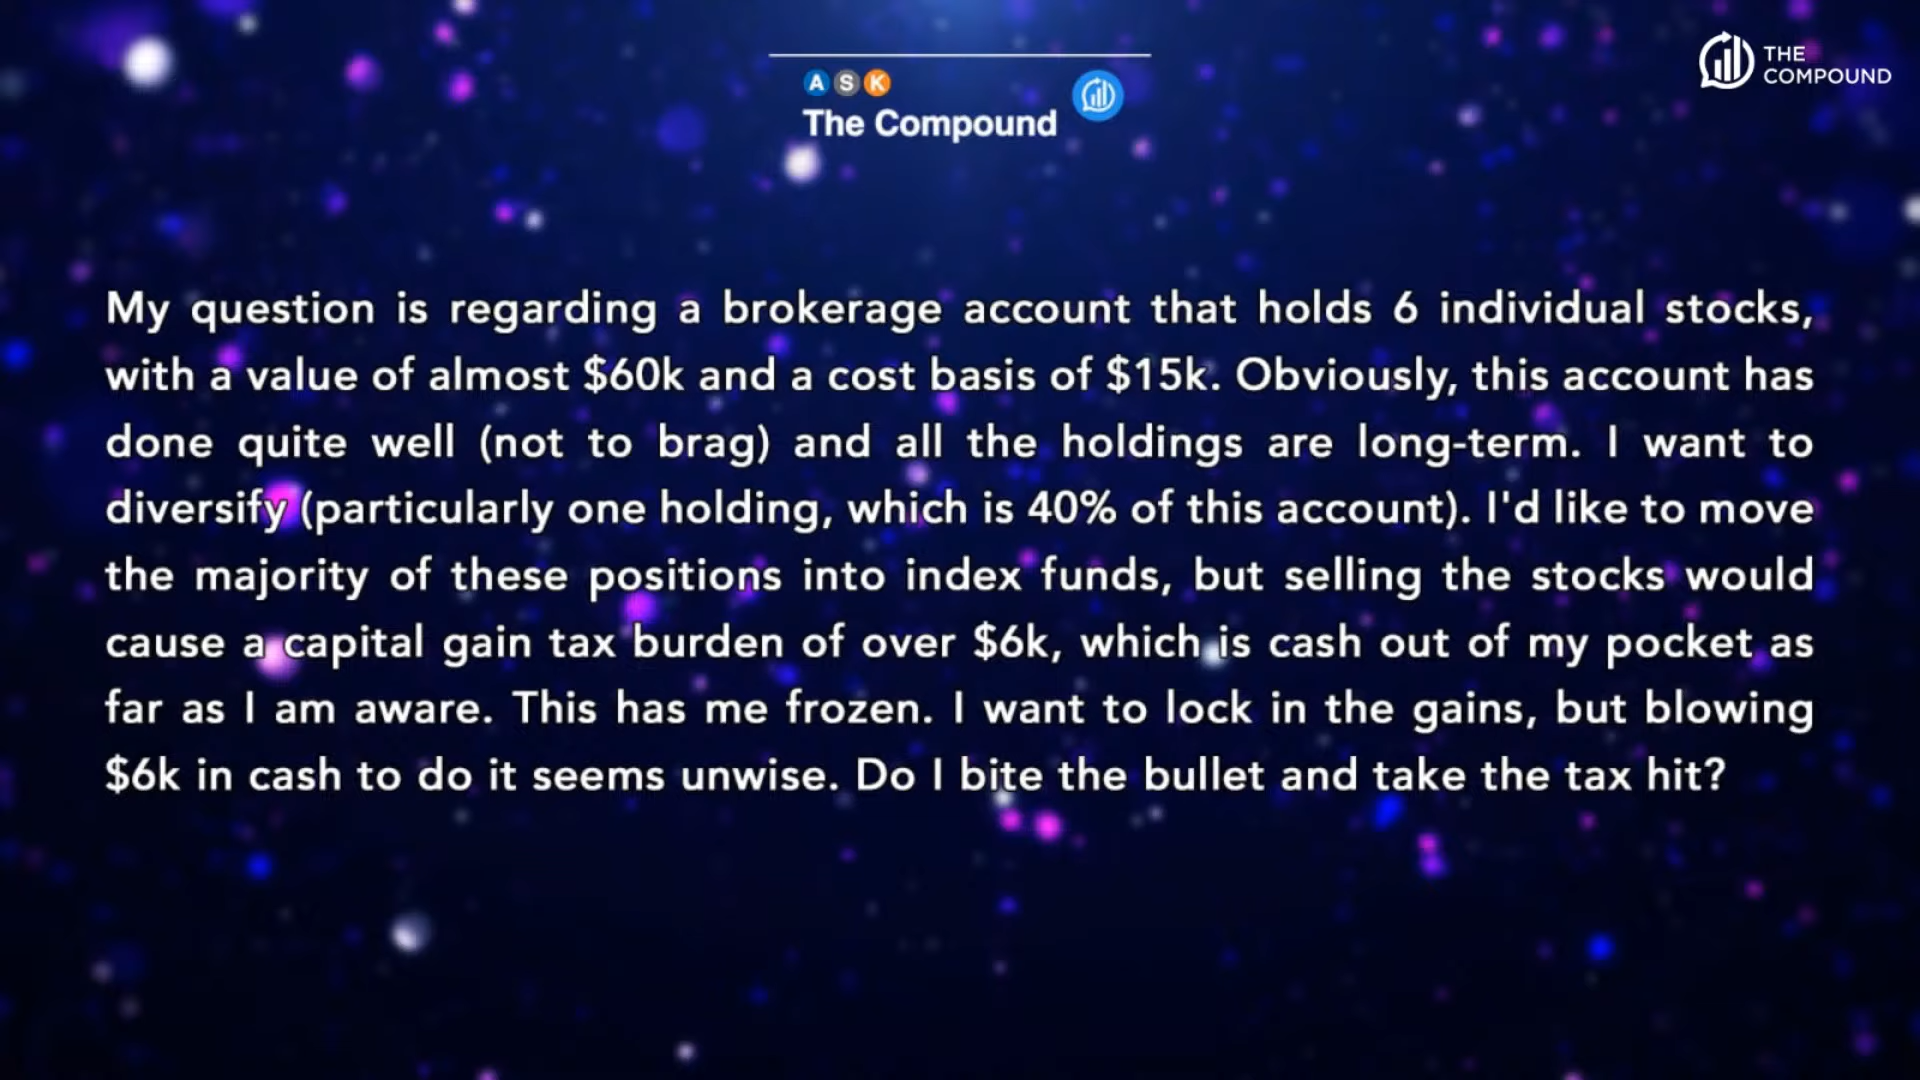 ASK
The Compound
THE
COMPOUND
My question is regarding a brokerage account that holds 6 individual stocks,
with a value of almost $60k and a cost basis of $15k. Obviously, this account has
done quite well (not to brag) and all the holdings are long-term. I want to
diversify (particularly one holding, which is 40% of this account). I'd like to move
the majority of these positions into index funds, but selling the stocks would
cause a capital gain tax burden of over $6k, which is cash out of my pocket as
far as I am aware. This has me frozen. I want to lock in the gains, but blowing
$6k in cash to do it seems unwise. Do I bite the bullet and take the tax hit?